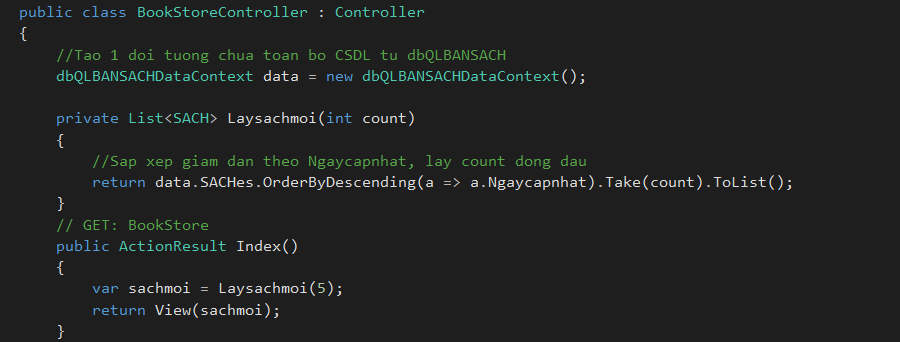 public class BookStoreController : Controller
{
//Tao 1 doi tuong chua toan bo CSDL tu dbQLBANSACH
dbQLBANSACHDataContext data = new dbQLBANSACHDataContext();
private List<SACH> Laysachmoi(int count)
{
//Sap xep giam dan theo Ngaycapnhat, lay count dong dau
return data.SACHes.OrderByDescending(a => a.Ngaycapnhat).Take(count).ToList();
}
// GET: BookStore
public ActionResult Index()
{
var sachmoi = Laysachmoi(5);
return View(sachmoi);
}